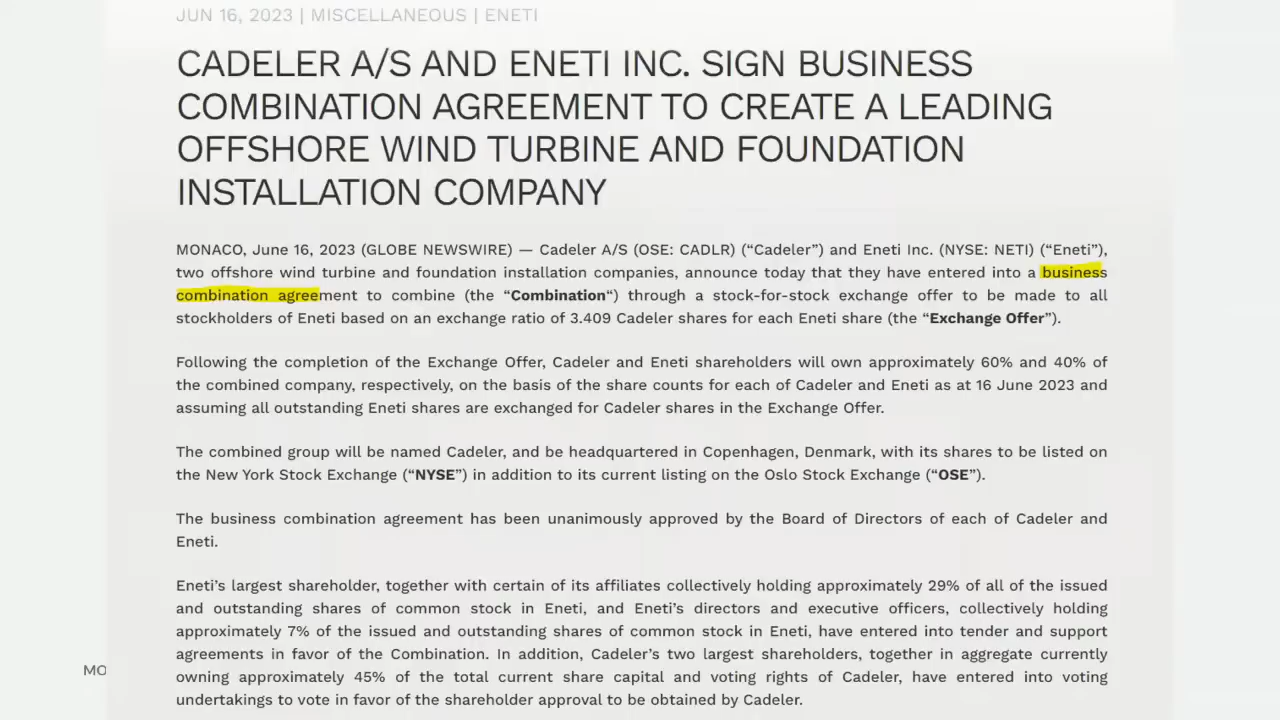 JUN 16, 2023 | MISCELLANEOUS | ENETI
CADELER A/S AND ENETI INC. SIGN BUSINESS
COMBINATION AGREEMENT TO CREATE A LEADING
OFFSHORE WIND TURBINE AND FOUNDATION
INSTALLATION COMPANY
MONACO, June 16, 2023 (GLOBE NEWSWIRE) — Cadeler A/S (OSE: CADLR) (“Cadeler”) and Eneti Inc. (NYSE: NETI) (“Eneti”),
two offshore wind turbine and foundation installation companies, announce today that they have entered into a business
combination agreement to combine (the “Combination“) through a stock-for-stock exchange offer to be made to all
stockholders of Eneti based on an exchange ratio of 3.409 Cadeler shares for each Eneti share (the “Exchange Offer”).
Following the completion of the Exchange Offer, Cadeler and Eneti shareholders will own approximately 60% and 40% of
the combined company, respectively, on the basis of the share counts for each of Cadeler and Eneti as at 16 June 2023 and
assuming all outstanding Eneti shares are exchanged for Cadeler shares in the Exchange Offer.
The combined group will be named Cadeler, and be headquartered in Copenhagen, Denmark, with its shares to be listed on
the New York Stock Exchange (“NYSE”) in addition to its current listing on the Oslo Stock Exchange (“OSE”).
The business combination agreement has been unanimously approved by the Board of Directors of each of Cadeler and
Eneti.
Eneti’s largest shareholder, together with certain of its affiliates collectively holding approximately 29% of all of the issued
and outstanding shares of common stock in Eneti, and Eneti’s directors and executive officers, collectively holding
approximately 7% of the issued and outstanding shares of common stock in Eneti, have entered into tender and support
agreements in favor of the Combination. In addition, Cadeler’s two largest shareholders, together in aggregate currently
owning approximately 45% of the total current share capital and voting rights of Cadeler, have entered into voting
undertakings to vote in favor of the shareholder approval to be obtained by Cadeler.
MO